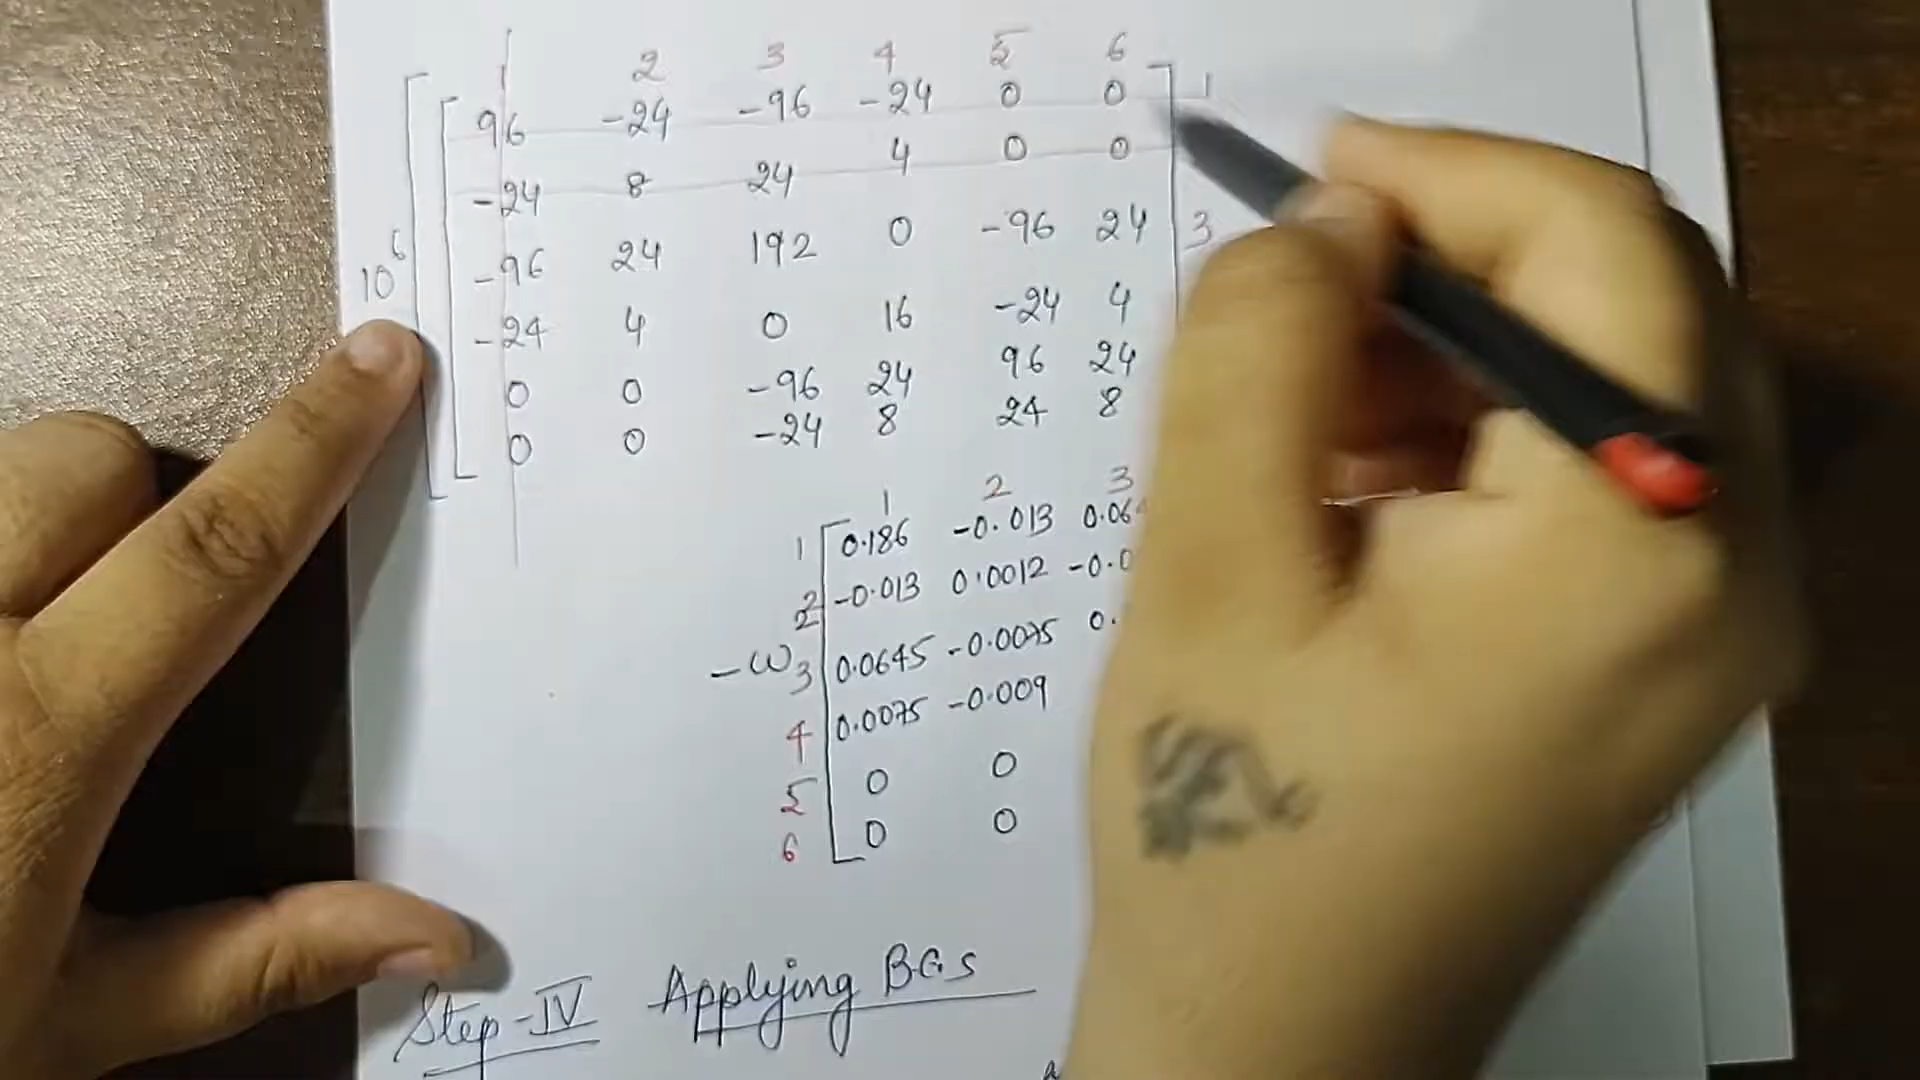 1 2 3 4 5 6
96 -24 -96 -24 0 0 1
-24 8 24 4 0 0
10⁶ -96 24 192 0 -96 24 3
-24 4 0 16 -24 4
0 0 -96 24 96 24
0 0 -24 8 24 8
1 2 3
1 0.186 -0.013
2 -0.013 0.0012
-ω 3 0.0645 -0.0075
4 0.0075 -0.009
5 0 0
6 0 0
Step-IV Applying BCs